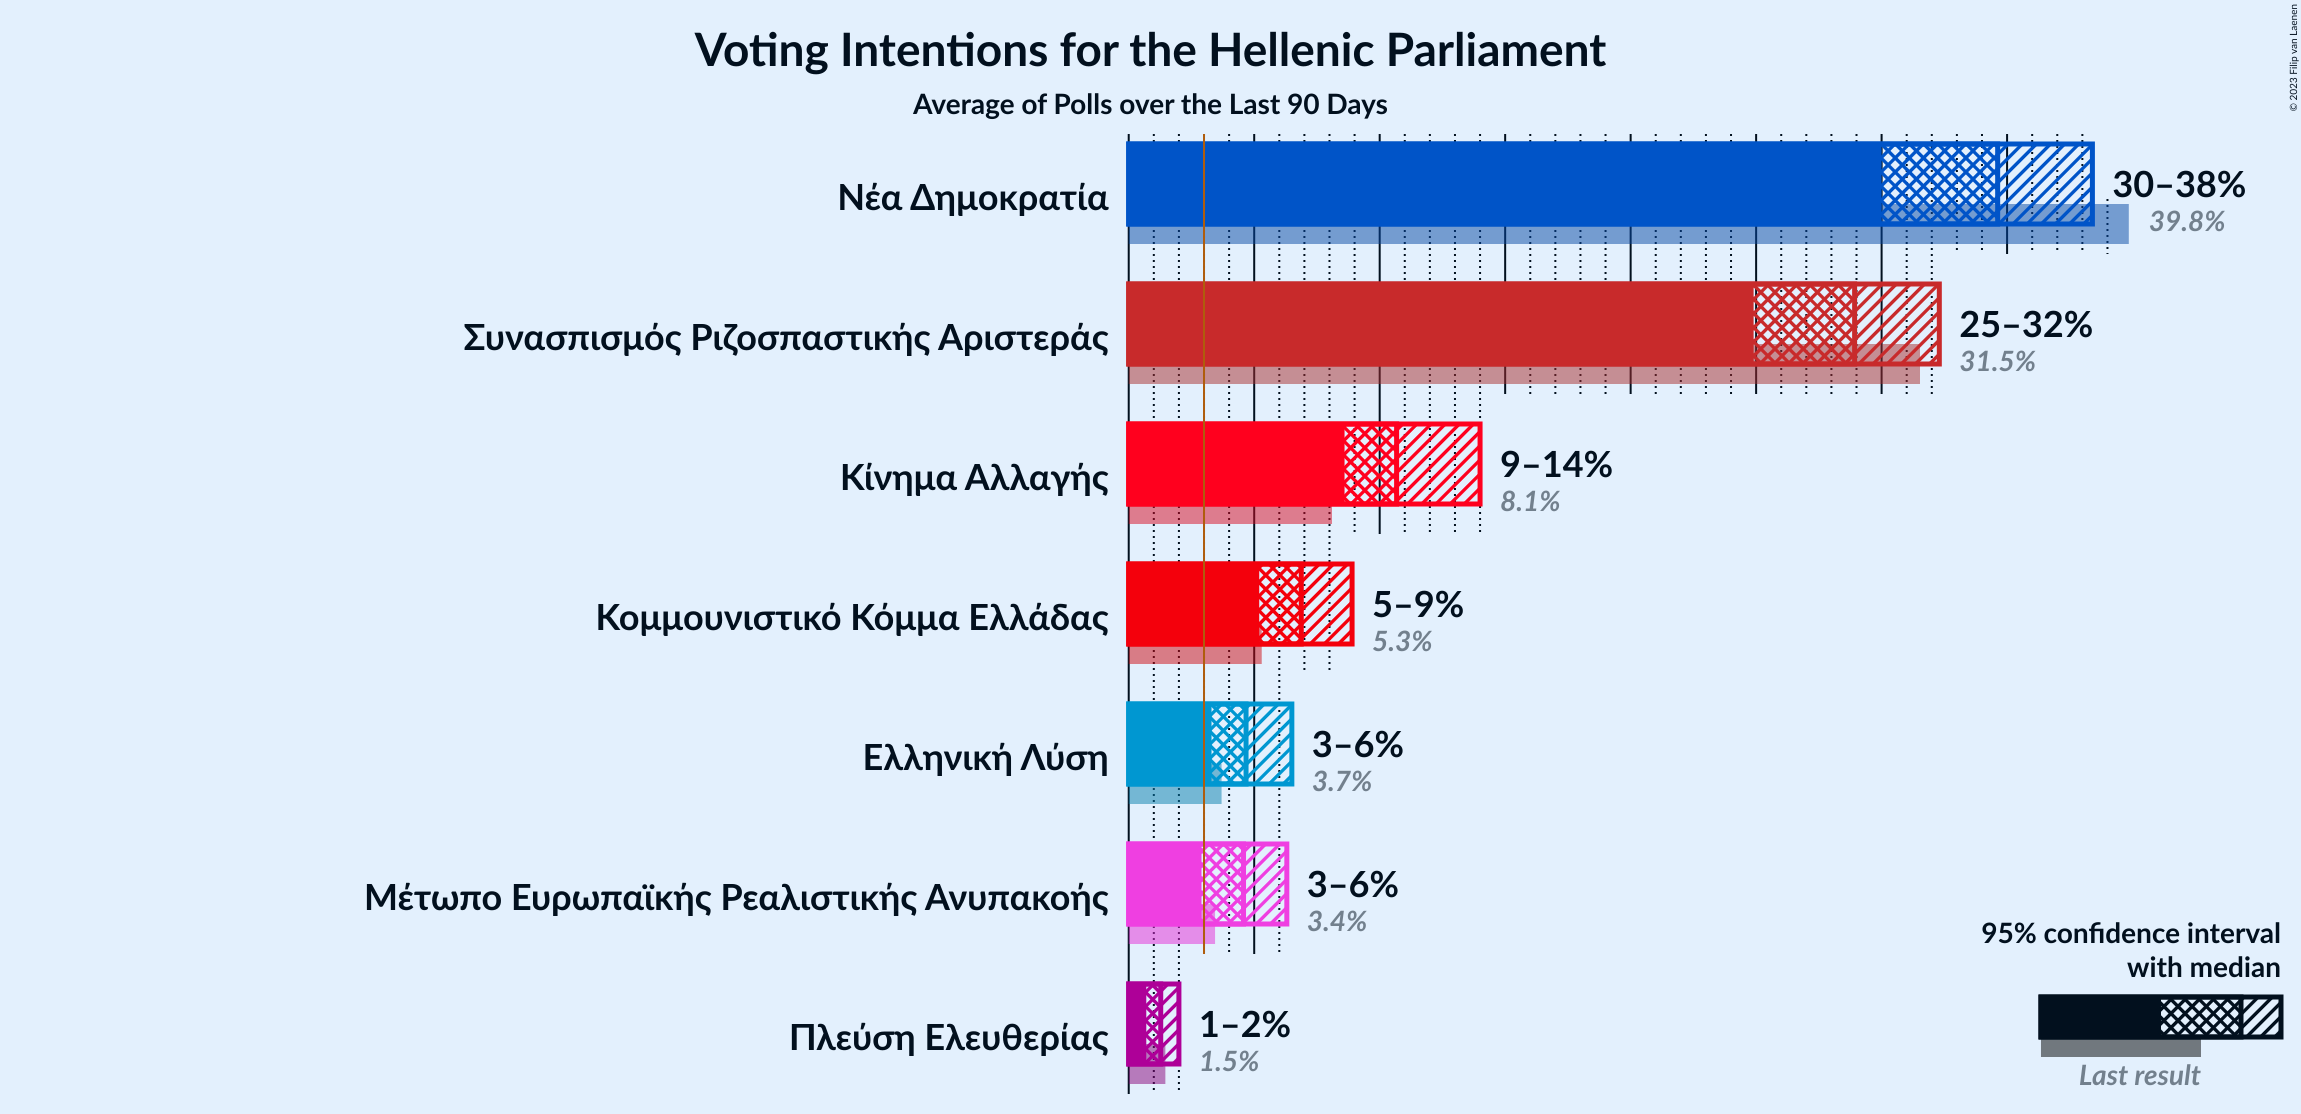 Voting Intentions for the Hellenic Parliament
Average of Polls over the Last 90 Days
© 2023 Filip van Laenen
Νέα Δημοκρατία
30–38%
39.8%
Συνασπισμός Ριζοσπαστικής Αριστεράς
25–32%
31.5%
Κίνημα Αλλαγής
9–14%
8.1%
Κομμουνιστικό Κόμμα Ελλάδας
5–9%
5.3%
Ελληνική Λύση
3–6%
3.7%
Μέτωπο Ευρωπαϊκής Ρεαλιστικής Ανυπακοής
3–6%
3.4%
Πλεύση Ελευθερίας
1–2%
1.5%
95% confidence interval
with median
Last result